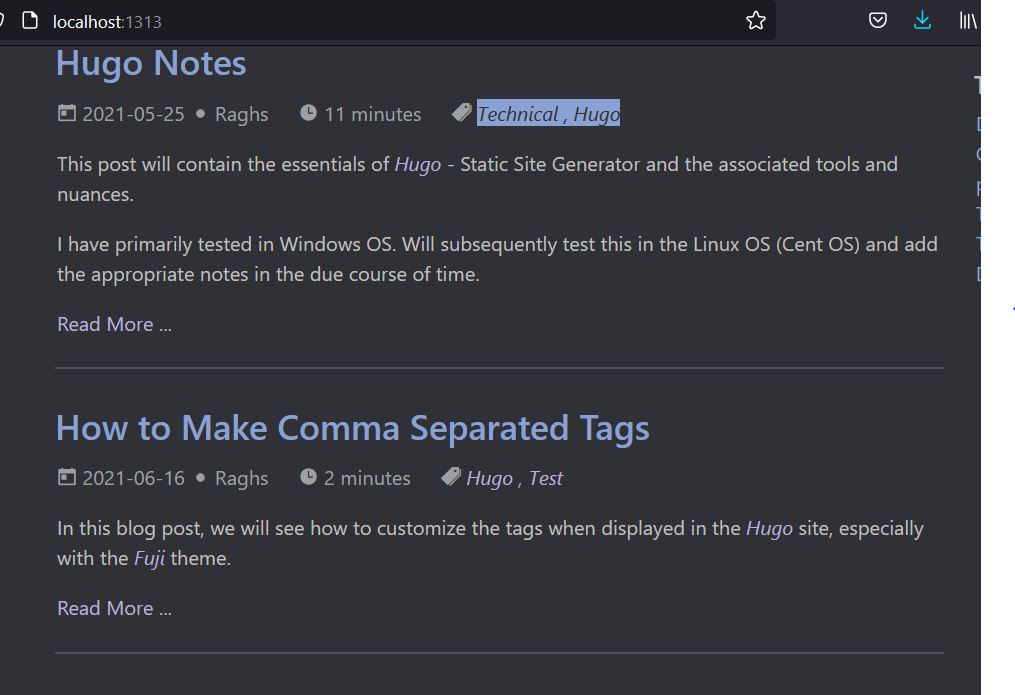 localhost:1313
Hugo Notes
2021-05-25 • Raghs 11 minutes Technical , Hugo
This post will contain the essentials of Hugo - Static Site Generator and the associated tools and
nuances.
I have primarily tested in Windows OS. Will subsequently test this in the Linux OS (Cent OS) and add
the appropriate notes in the due course of time.
Read More ...
How to Make Comma Separated Tags
2021-06-16 • Raghs 2 minutes Hugo , Test
In this blog post, we will see how to customize the tags when displayed in the Hugo site, especially
with the Fuji theme.
Read More ...